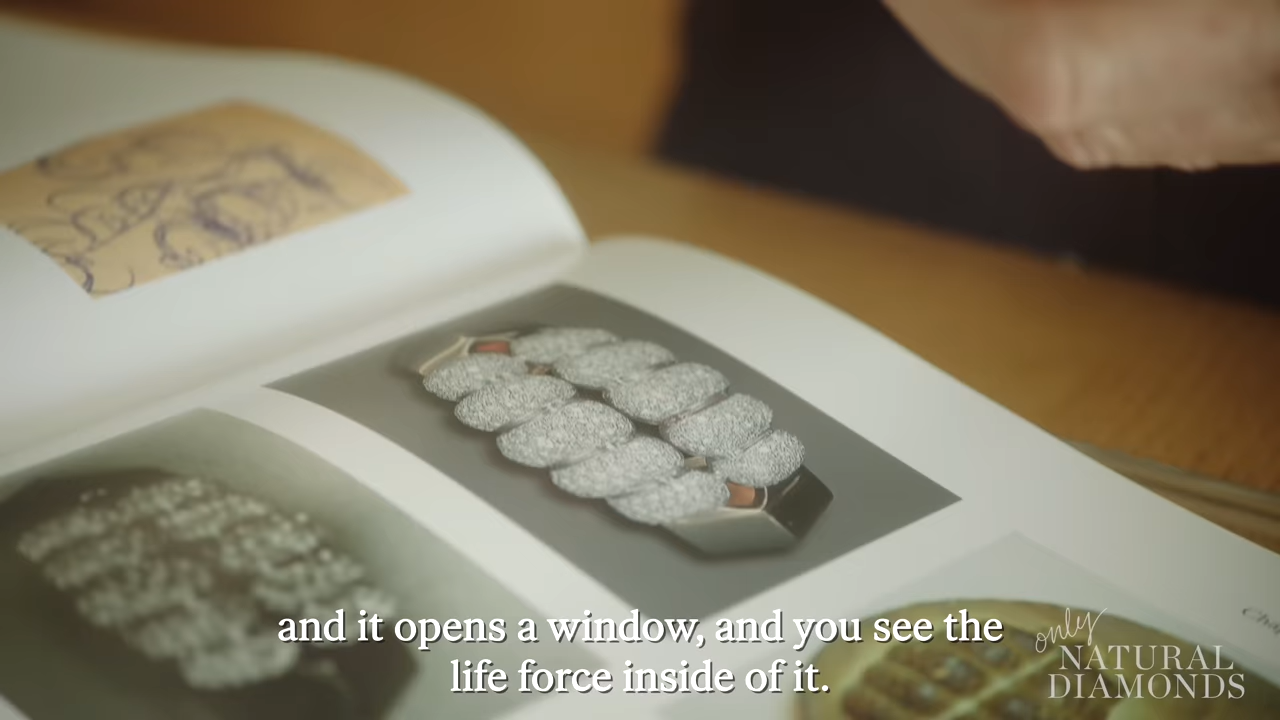 and it opens a window, and you see the
life force inside of it.
only
NATURAL
DIAMONDS